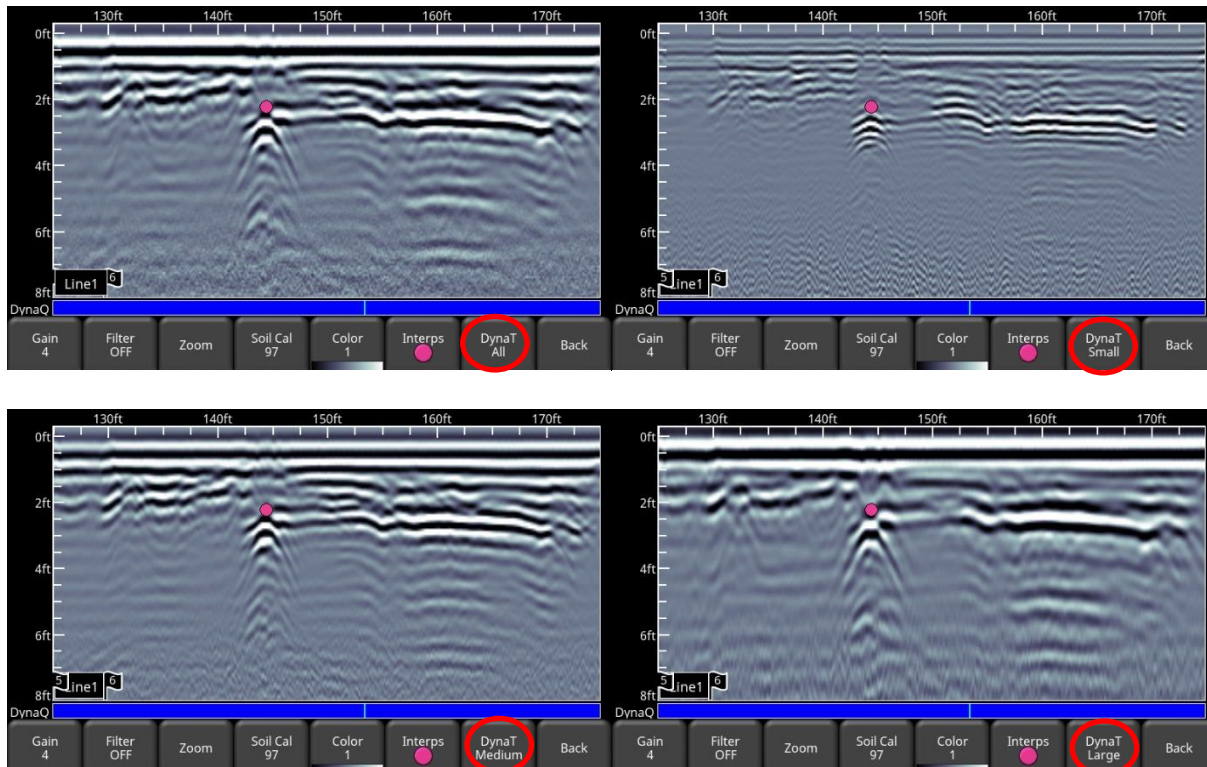 130ft 140ft 150ft 160ft 170ft
0ft
2ft
4ft
6ft
Line1 6
8ft
DynaQ
Gain 4
Filter OFF
Zoom
Soil Cal 97
Color 1
Interps
DynaT All
Back
130ft 140ft 150ft 160ft 170ft
0ft
2ft
4ft
6ft
5 Line1 6
8ft
DynaQ
Gain 4
Filter OFF
Zoom
Soil Cal 97
Color 1
Interps
DynaT Small
Back
130ft 140ft 150ft 160ft 170ft
0ft
2ft
4ft
6ft
5 Line1 6
8ft
DynaQ
Gain 4
Filter OFF
Zoom
Soil Cal 97
Color 1
Interps
DynaT Medium
Back
130ft 140ft 150ft 160ft 170ft
0ft
2ft
4ft
6ft
5 Line1 6
8ft
DynaQ
Gain 4
Filter OFF
Zoom
Soil Cal 97
Color 1
Interps
DynaT Large
Back